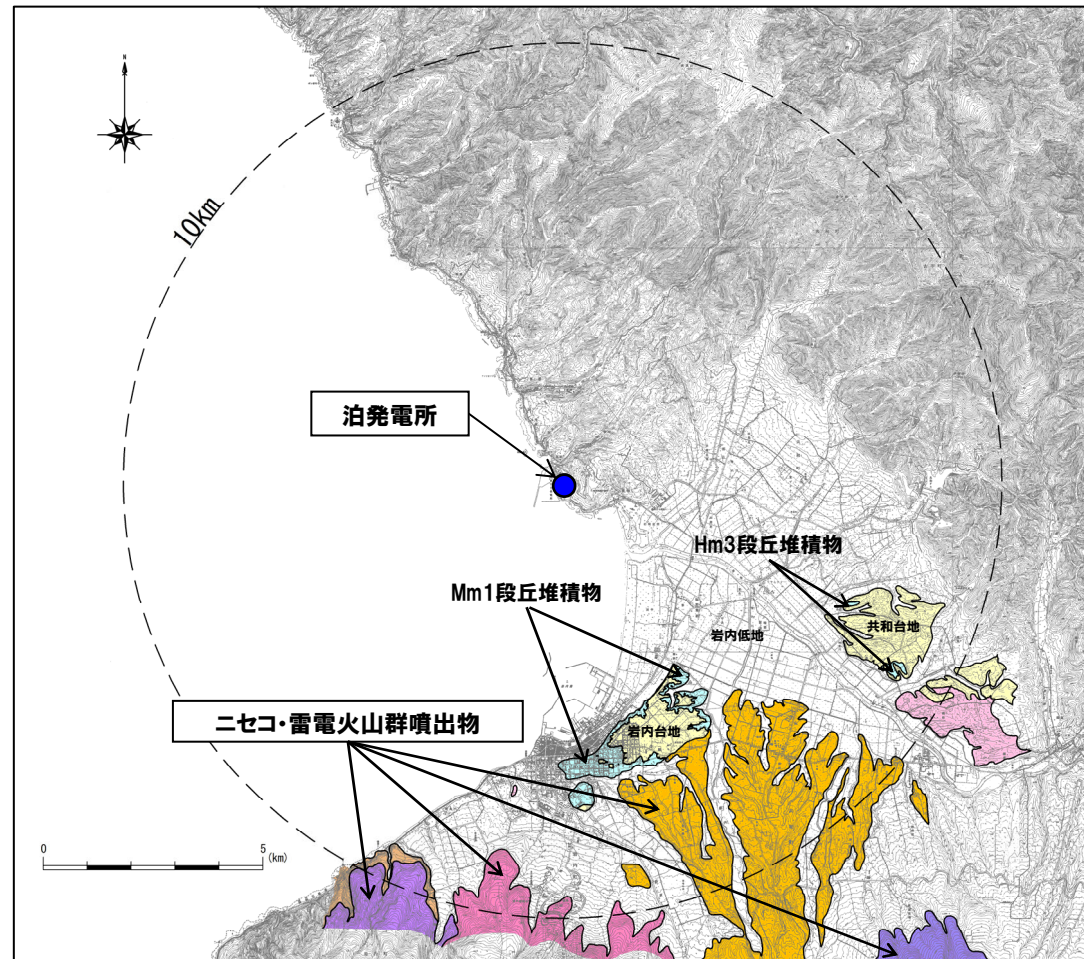 N
10km
泊発電所
Hm3段丘堆積物
Mm1段丘堆積物
共和台地
岩内低地
ニセコ・雷電火山群噴出物
岩内台地
0
5
(km)